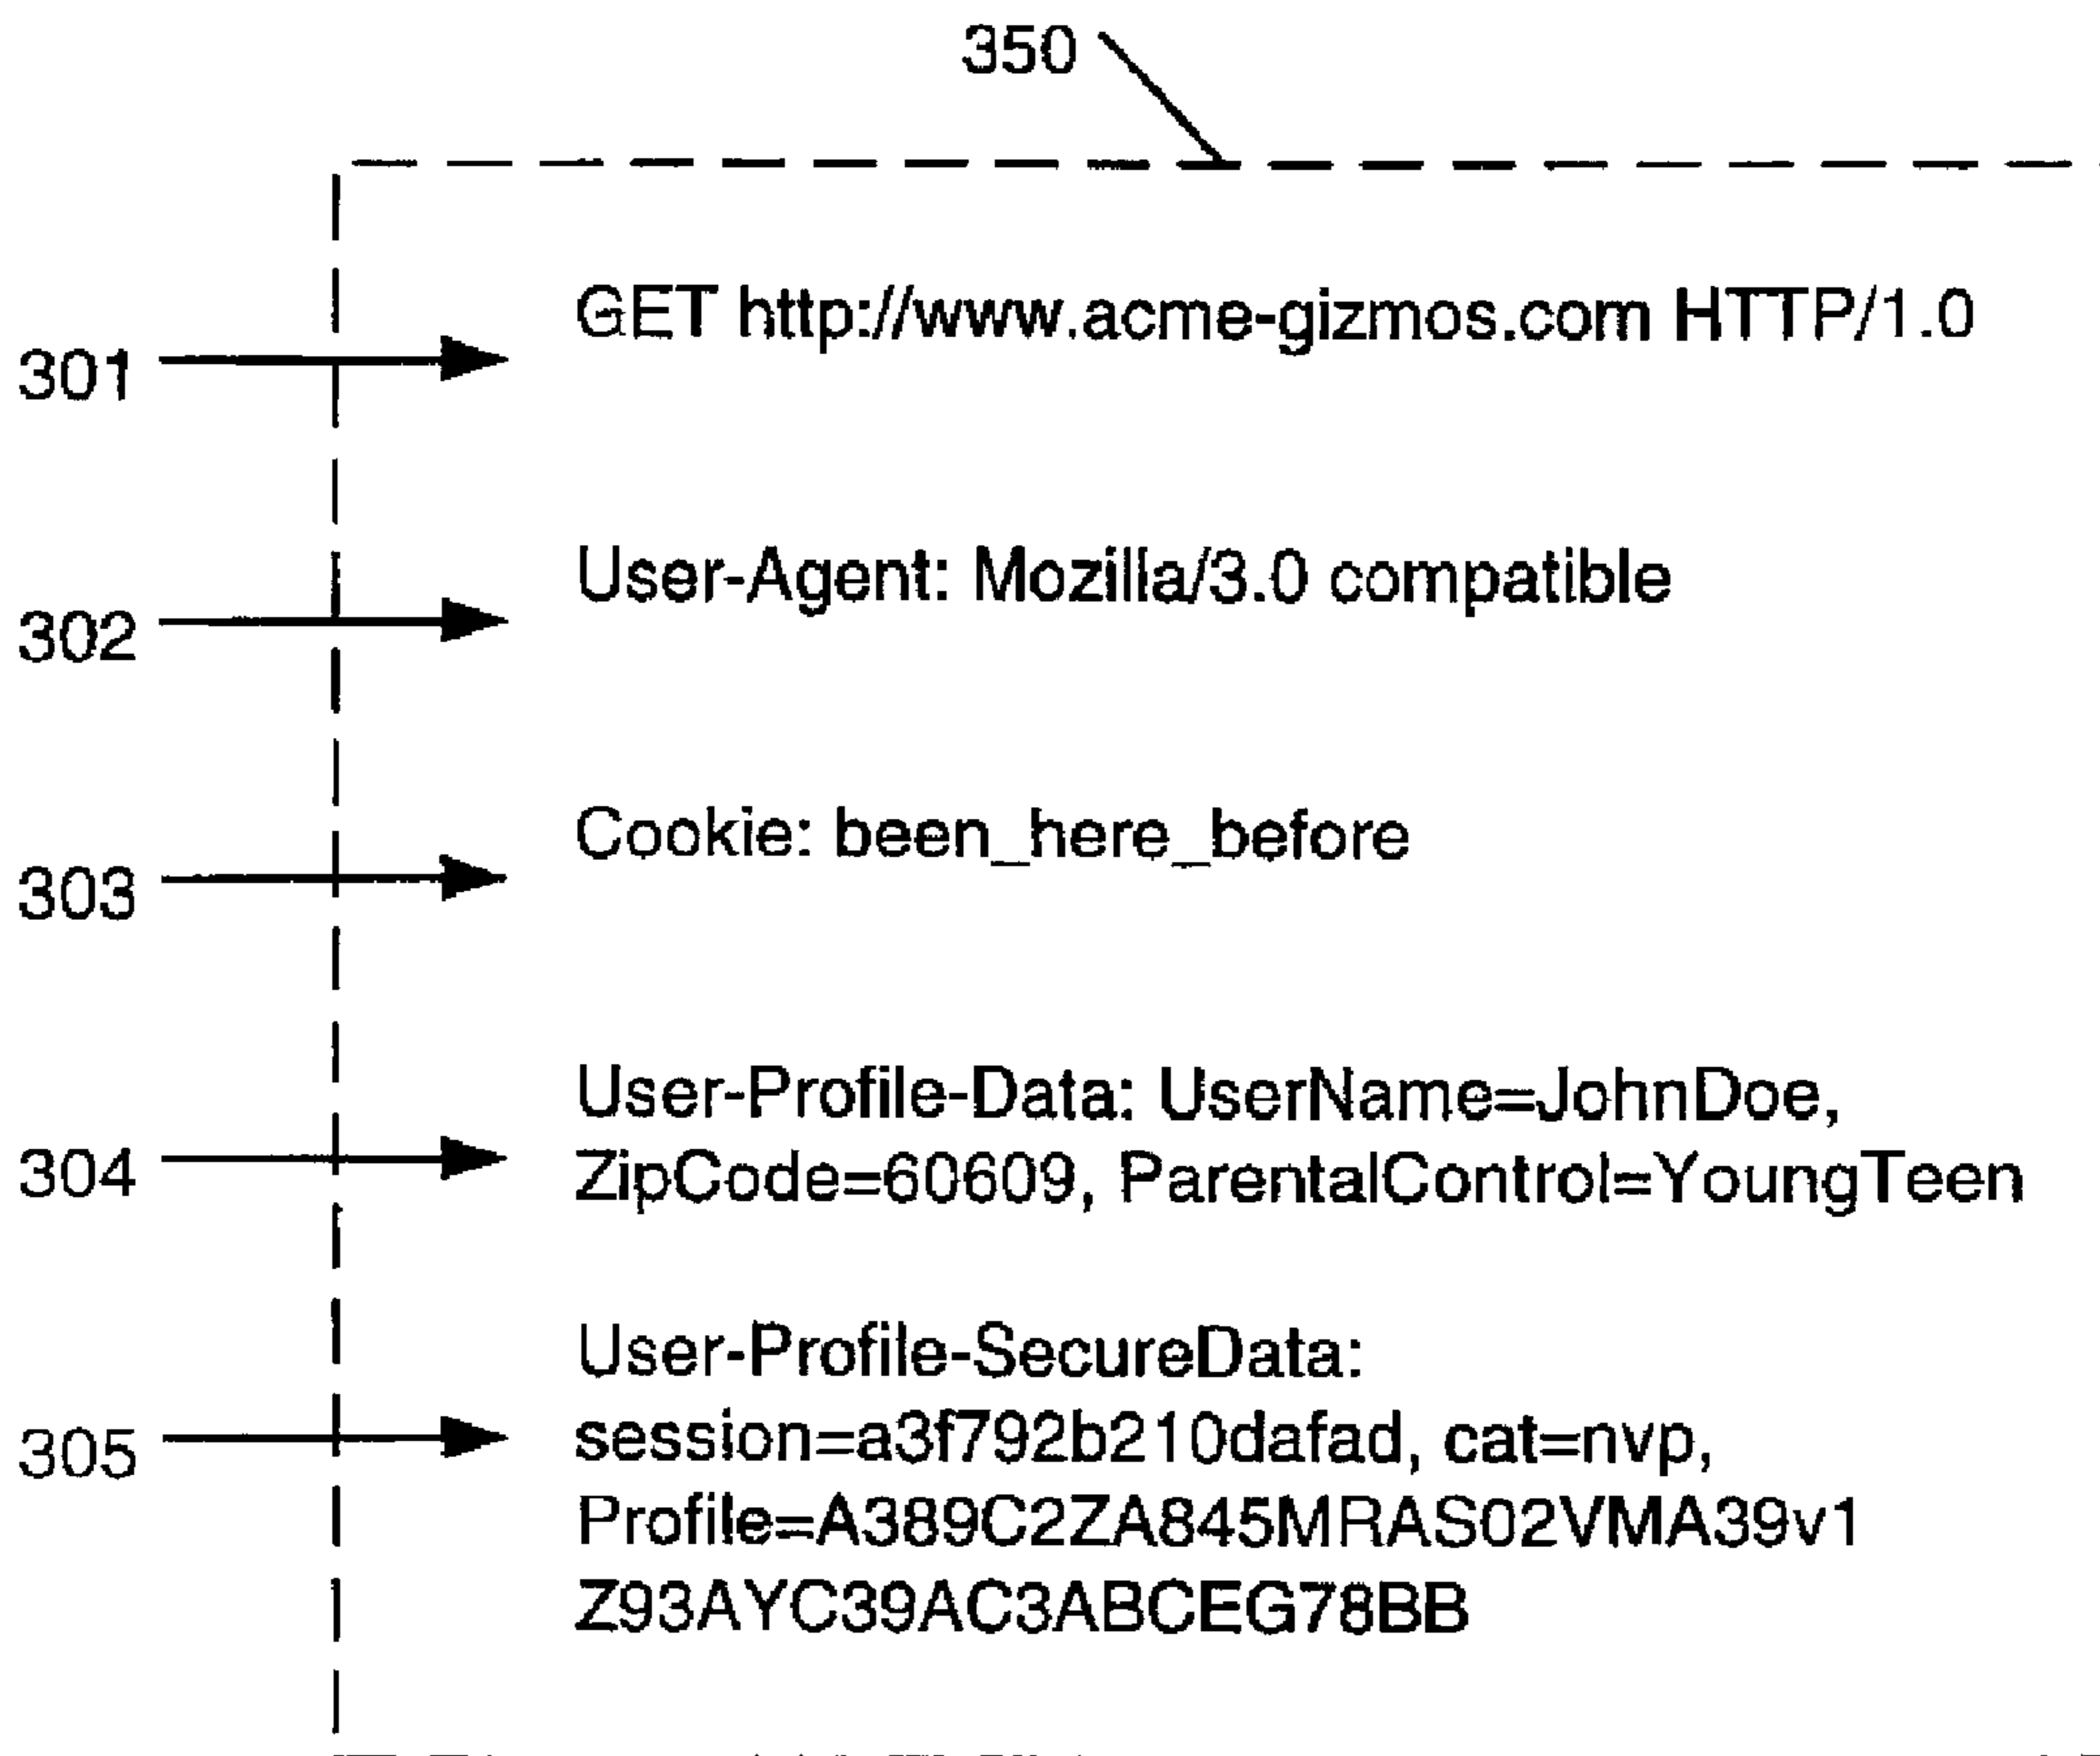 350
GET http://www.acme-gizmos.com HTTP/1.0
301
User-Agent: Mozilla/3.0 compatible
302
Cookie: been_here_before
303
User-Profile-Data: UserName=JohnDoe,
ZipCode=60609, ParentalControl=YoungTeen
304
User-Profile-SecureData:
session=a3f792b210dafad, cat=nvp,
305
Profile=A389C2ZA845MRAS02VMA39v1
Z93AYC39AC3ABCEG78BB